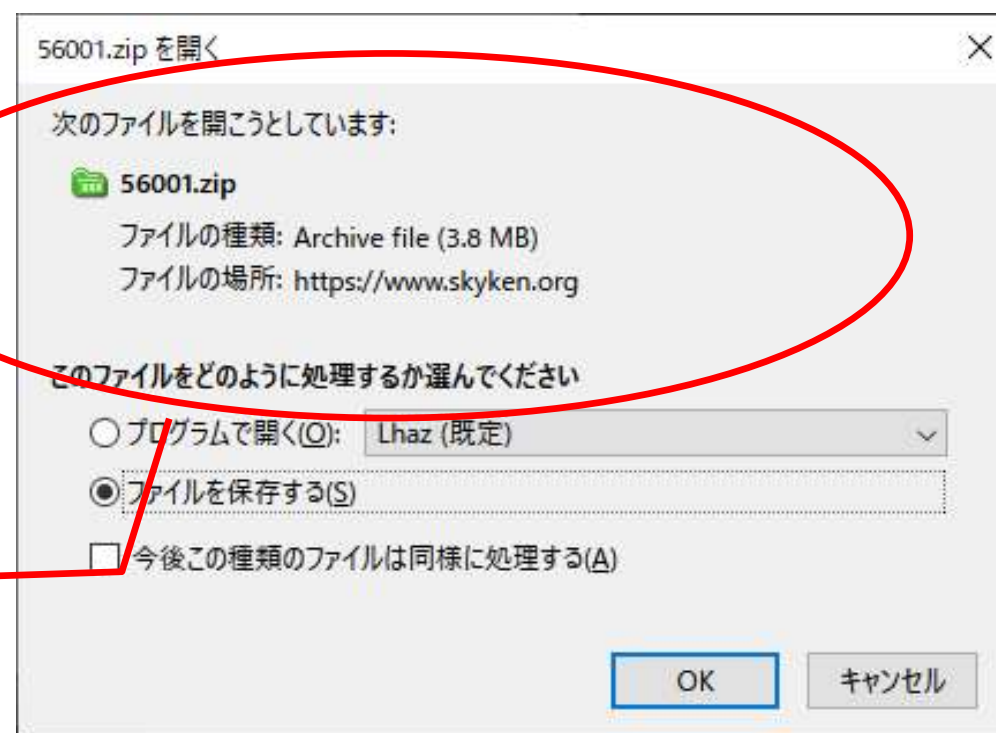 56001.zip を開く
次のファイルを開こうとしています:
56001.zip
ファイルの種類: Archive file (3.8 MB)
ファイルの場所: https://www.skyken.org
このファイルをどのように処理するか選んでください
プログラムで開く(O): Lhaz (既定)
ファイルを保存する(S)
今後この種類のファイルは同様に処理する(A)
OK キャンセル